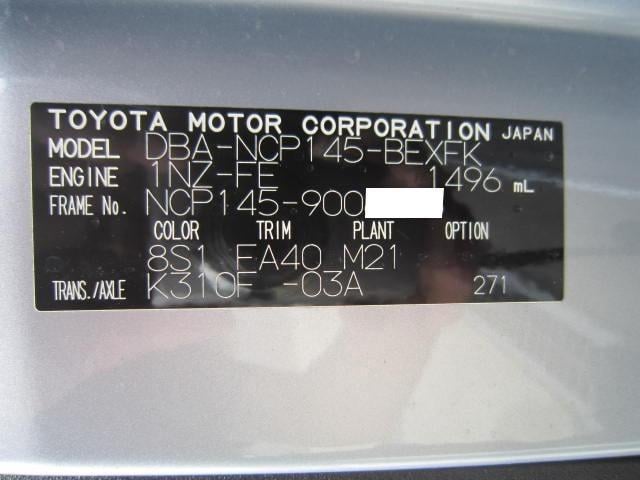 TOYOTA MOTOR CORPORATION JAPAN
MODEL DBA-NCP145-BEXFK
ENGINE 1NZ-FE 1496 mL
FRAME No. NCP145-900
COLOR TRIM PLANT OPTION
8S1 EA40 M21
TRANS./AXLE K310F -03A 271